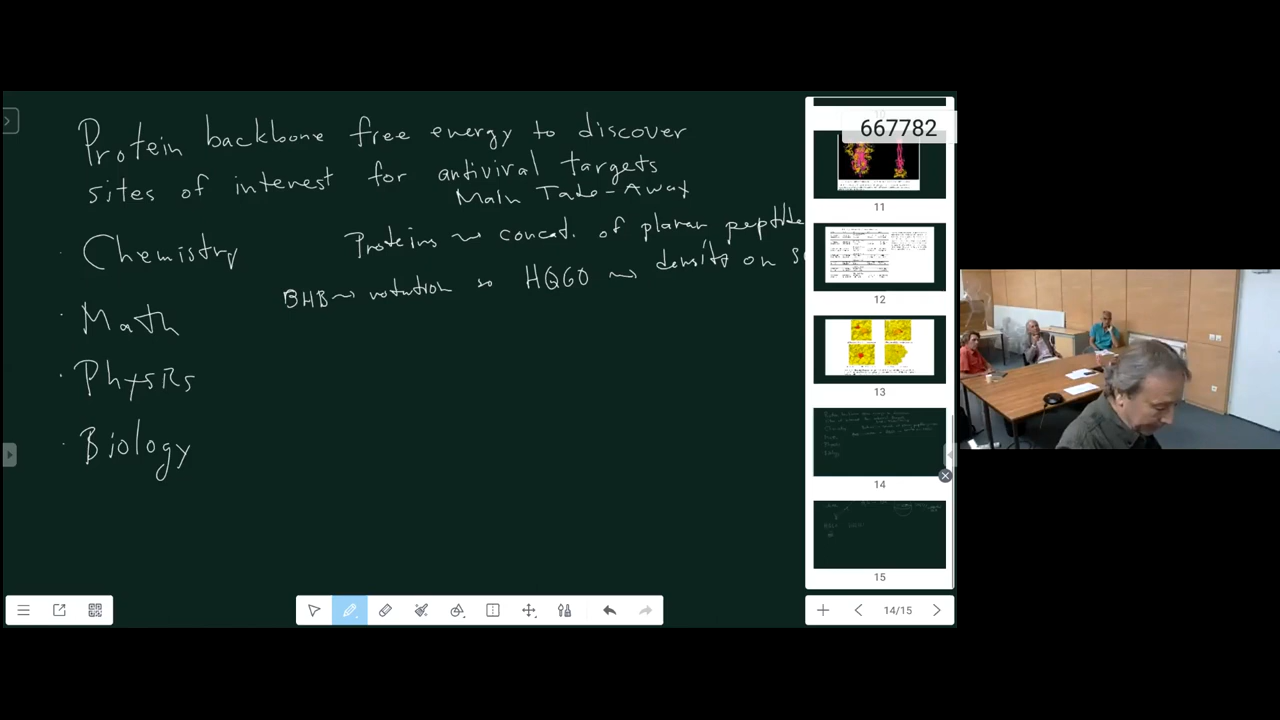 Protein backbone free energy to discover
sites of interest for antiviral targets
Main Take-Away
· Chemistry
Proteins ⇝ concat. of planar peptide
BHB ⇝ rotation so HQGO ⇝ density on
· Math
· Physics
· Biology
667782
11
12
13
14
15
14/15